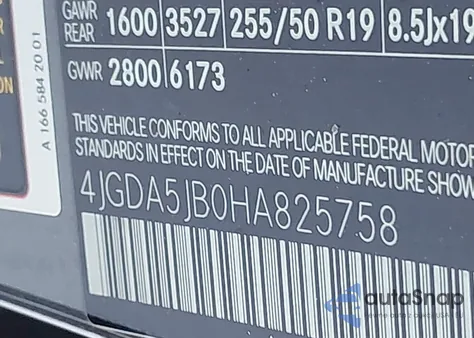 GAWR REAR 1600 3527 255/50 R19 8.5Jx19
GVWR 2800 6173
THIS VEHICLE CONFORMS TO ALL APPLICABLE FEDERAL MOTOR
STANDARDS IN EFFECT ON THE DATE OF MANUFACTURE SHOW
4JGDA5JB0HA825758
A 166 584 20 01
ON
autoSnap